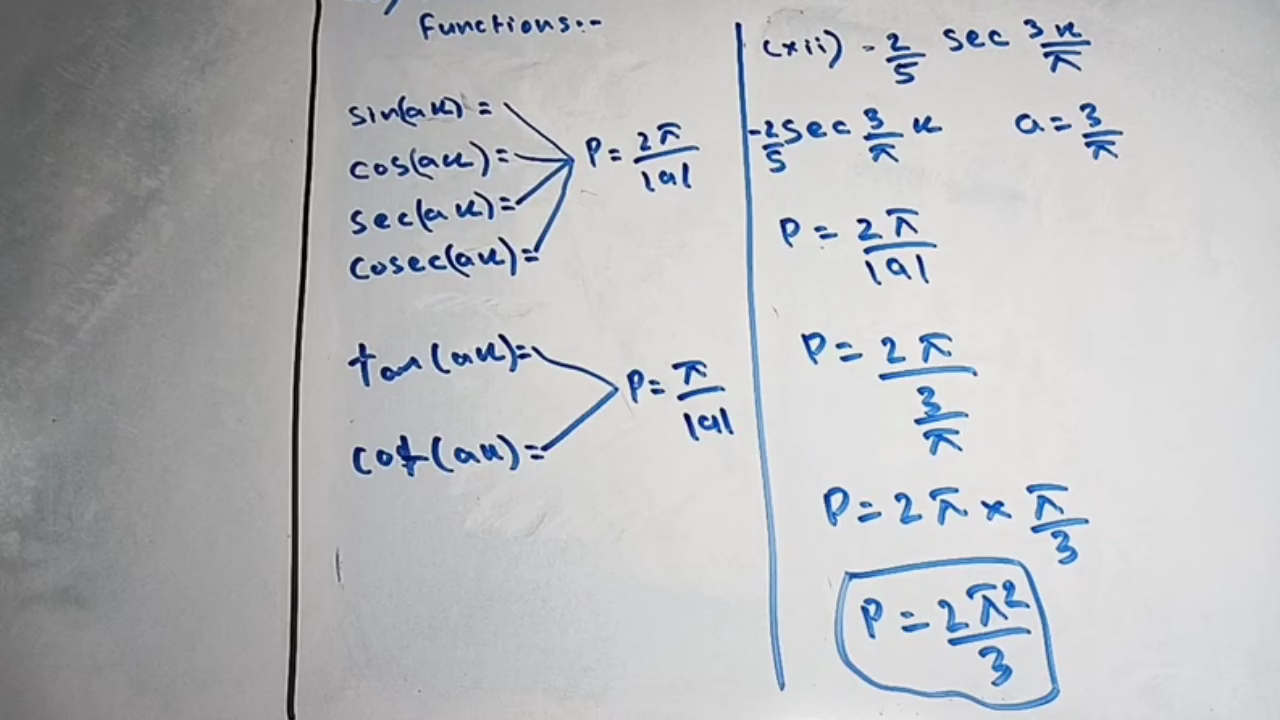 Functions:-
sin(ax) =
cos(ax) =
sec(ax) =
cosec(ax) =
P = 2π/|a|
tan(ax) =
cot(ax) =
P = π/|a|
(xii) -2/5 sec 3x/π
-2/5 sec 3/π x a = 3/π
P = 2π/|a|
P = 2π/(3/π)
P = 2π × π/3
P = 2π²/3